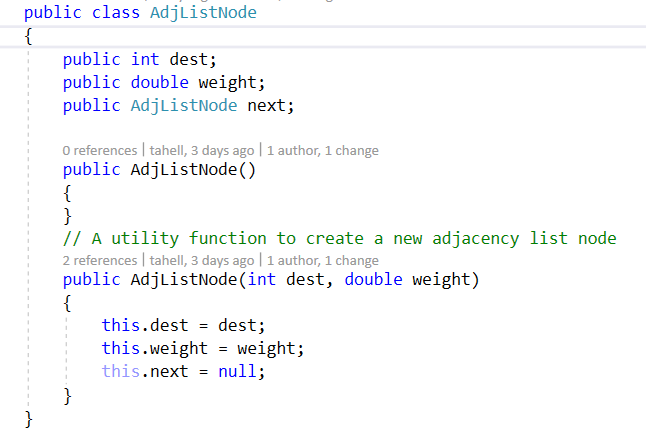 public class AdjListNode
{
public int dest;
public double weight;
public AdjListNode next;
0 references | tahell, 3 days ago | 1 author, 1 change
public AdjListNode()
{
}
// A utility function to create a new adjacency list node
2 references | tahell, 3 days ago | 1 author, 1 change
public AdjListNode(int dest, double weight)
{
this.dest = dest;
this.weight = weight;
this.next = null;
}
}